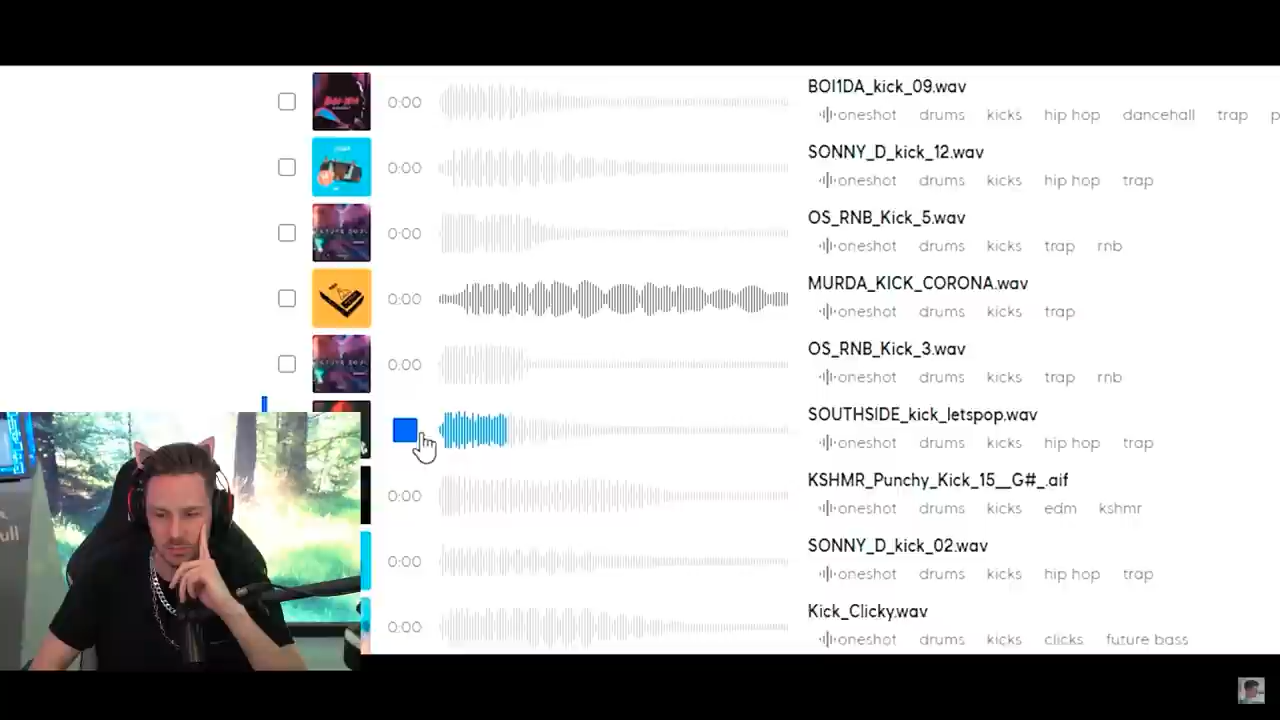 BOI1DA_kick_09.wav
0:00
oneshot drums kicks hip hop dancehall trap p
SONNY_D_kick_12.wav
0:00
oneshot drums kicks hip hop trap
OS_RNB_Kick_5.wav
0:00
oneshot drums kicks trap rnb
MURDA_KICK_CORONA.wav
0:00
oneshot drums kicks trap
OS_RNB_Kick_3.wav
0:00
oneshot drums kicks trap rnb
SOUTHSIDE_kick_letspop.wav
oneshot drums kicks hip hop trap
KSHMR_Punchy_Kick_15__G#_.aif
0:00
oneshot drums kicks edm kshmr
SONNY_D_kick_02.wav
0:00
oneshot drums kicks hip hop trap
Kick_Clicky.wav
0:00
oneshot drums kicks clicks future bass